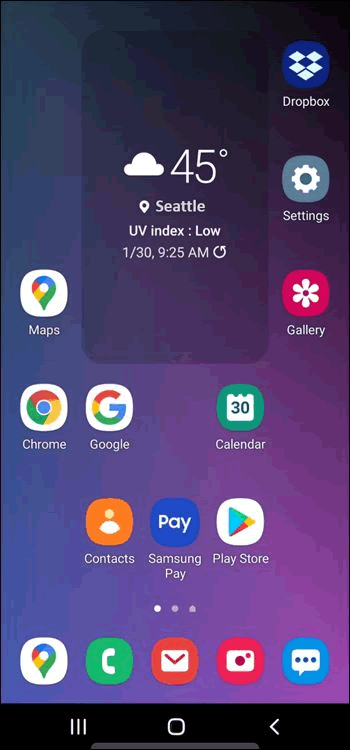 Dropbox
45°
Seattle
UV index : Low
1/30, 9:25 AM
Settings
Maps
Gallery
Chrome
Google
30
Calendar
Contacts
Pay
Samsung
Pay
Play Store